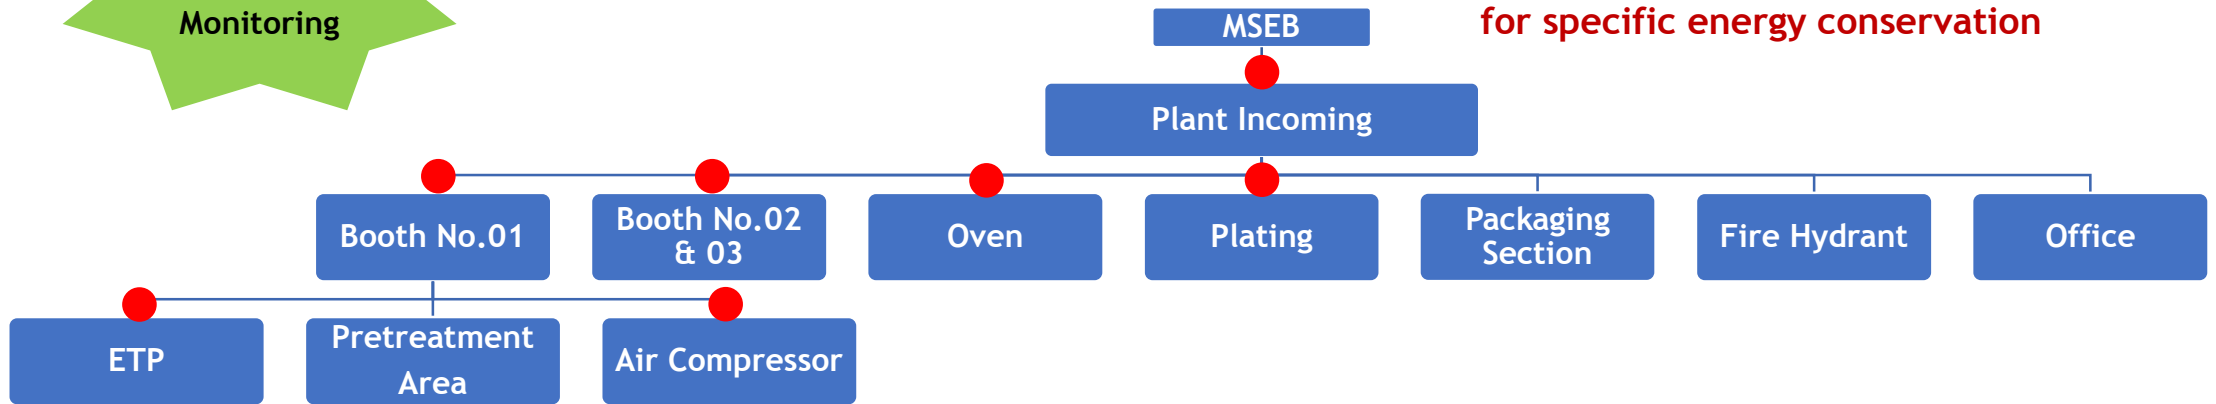 Monitoring
MSEB
for specific energy conservation
Plant Incoming
Booth No.01
Booth No.02
& 03
Oven
Plating
Packaging
Section
Fire Hydrant
Office
ETP
Pretreatment
Area
Air Compressor